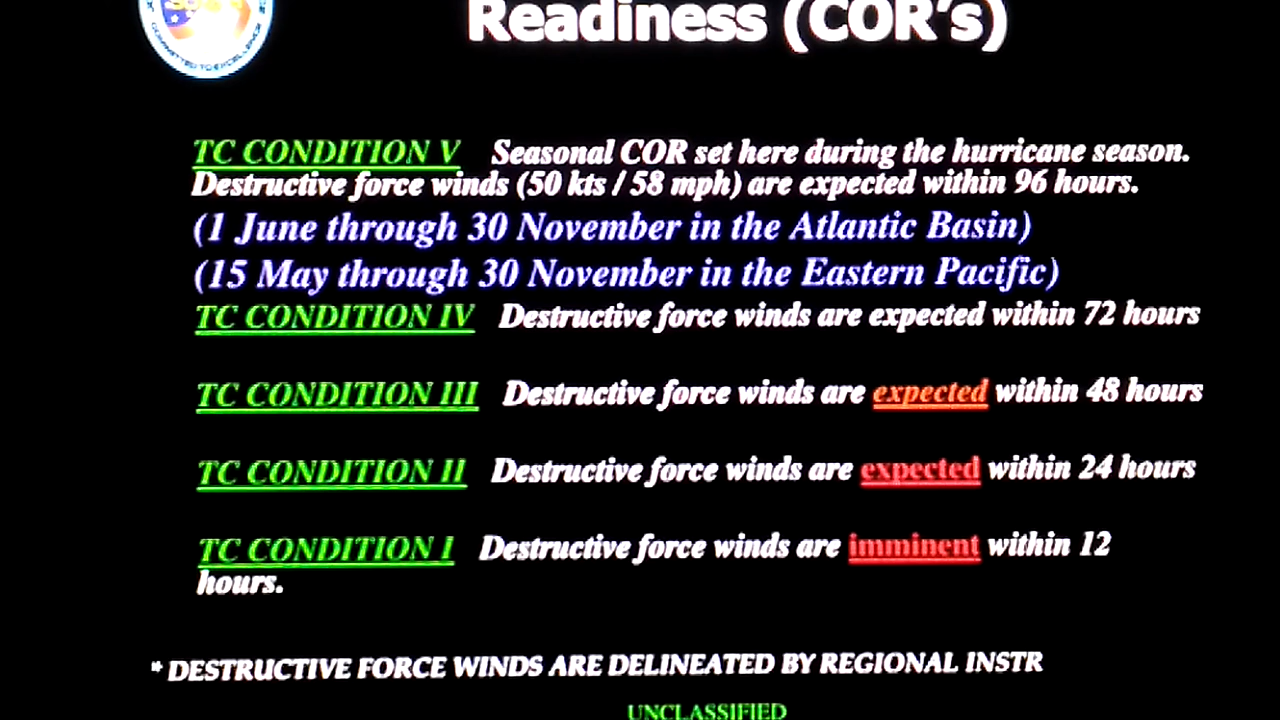 COMMITTED TO EXCELLENCE
Readiness (COR's)
TC CONDITION V Seasonal COR set here during the hurricane season.
Destructive force winds (50 kts / 58 mph) are expected within 96 hours.
(1 June through 30 November in the Atlantic Basin)
(15 May through 30 November in the Eastern Pacific)
TC CONDITION IV Destructive force winds are expected within 72 hours
TC CONDITION III Destructive force winds are expected within 48 hours
TC CONDITION II Destructive force winds are expected within 24 hours
TC CONDITION I Destructive force winds are imminent within 12
hours.
* DESTRUCTIVE FORCE WINDS ARE DELINEATED BY REGIONAL INSTR
UNCLASSIFIED